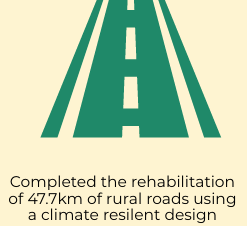 Completed the rehabilitation
of 47.7km of rural roads using
a climate resilent design